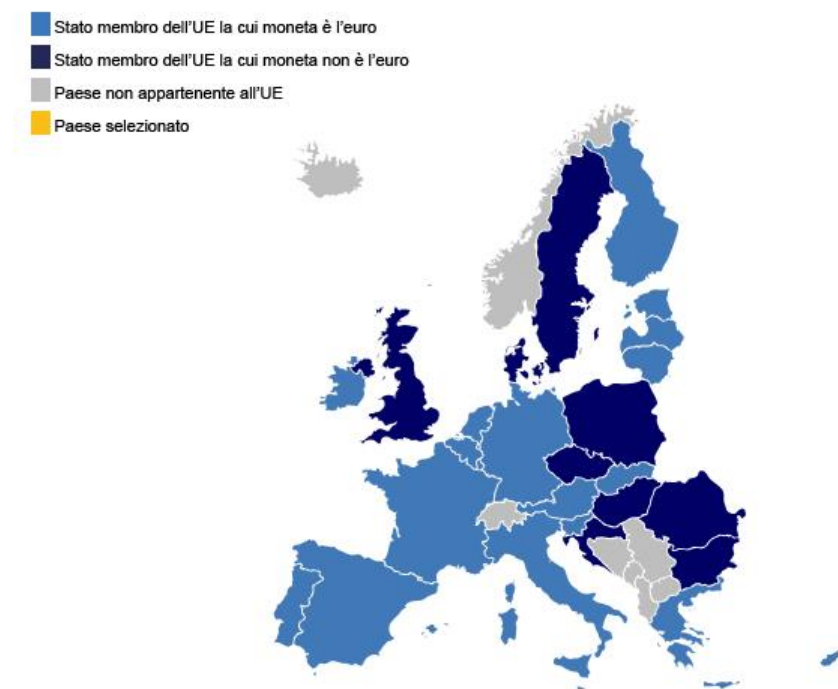 Stato membro dell'UE la cui moneta è l'euro
Stato membro dell'UE la cui moneta non è l'euro
Paese non appartenente all'UE
Paese selezionato